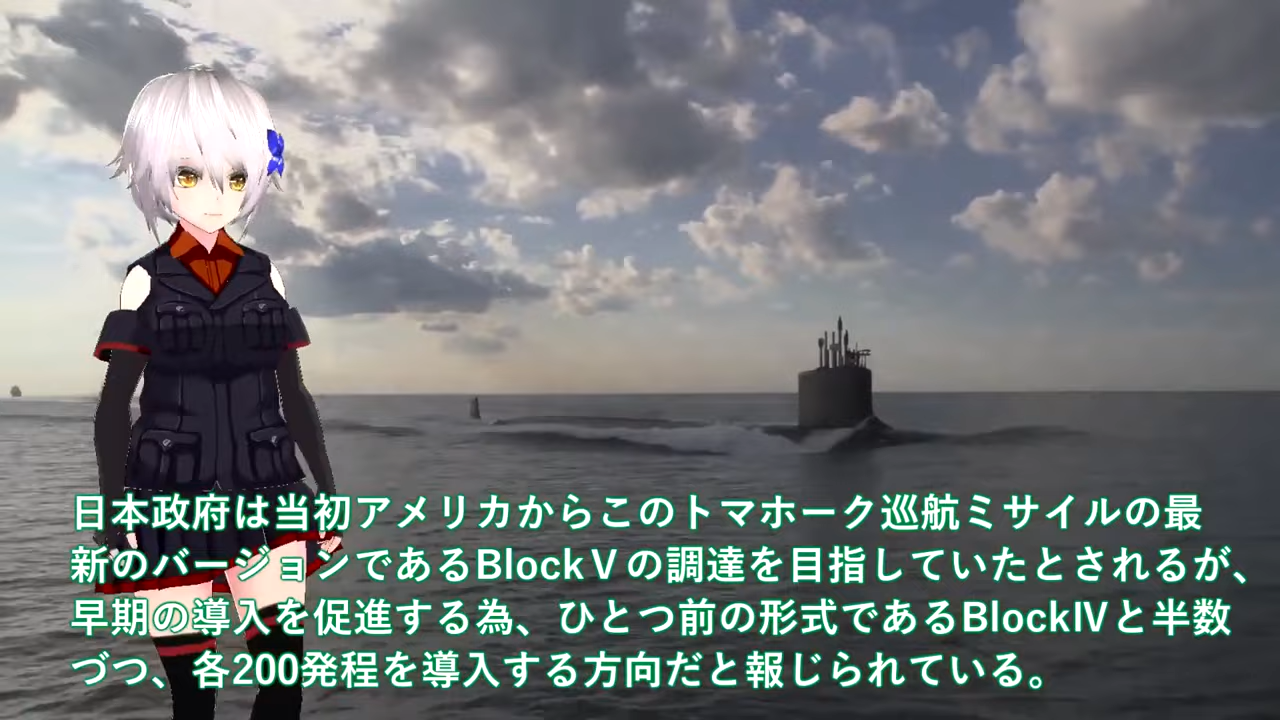 日本政府は当初アメリカからこのトマホーク巡航ミサイルの最
新のバージョンであるBlockⅤの調達を目指していたとされるが、
早期の導入を促進する為、ひとつ前の形式であるBlockⅣと半数
づつ、各200発程を導入する方向だと報じられている。